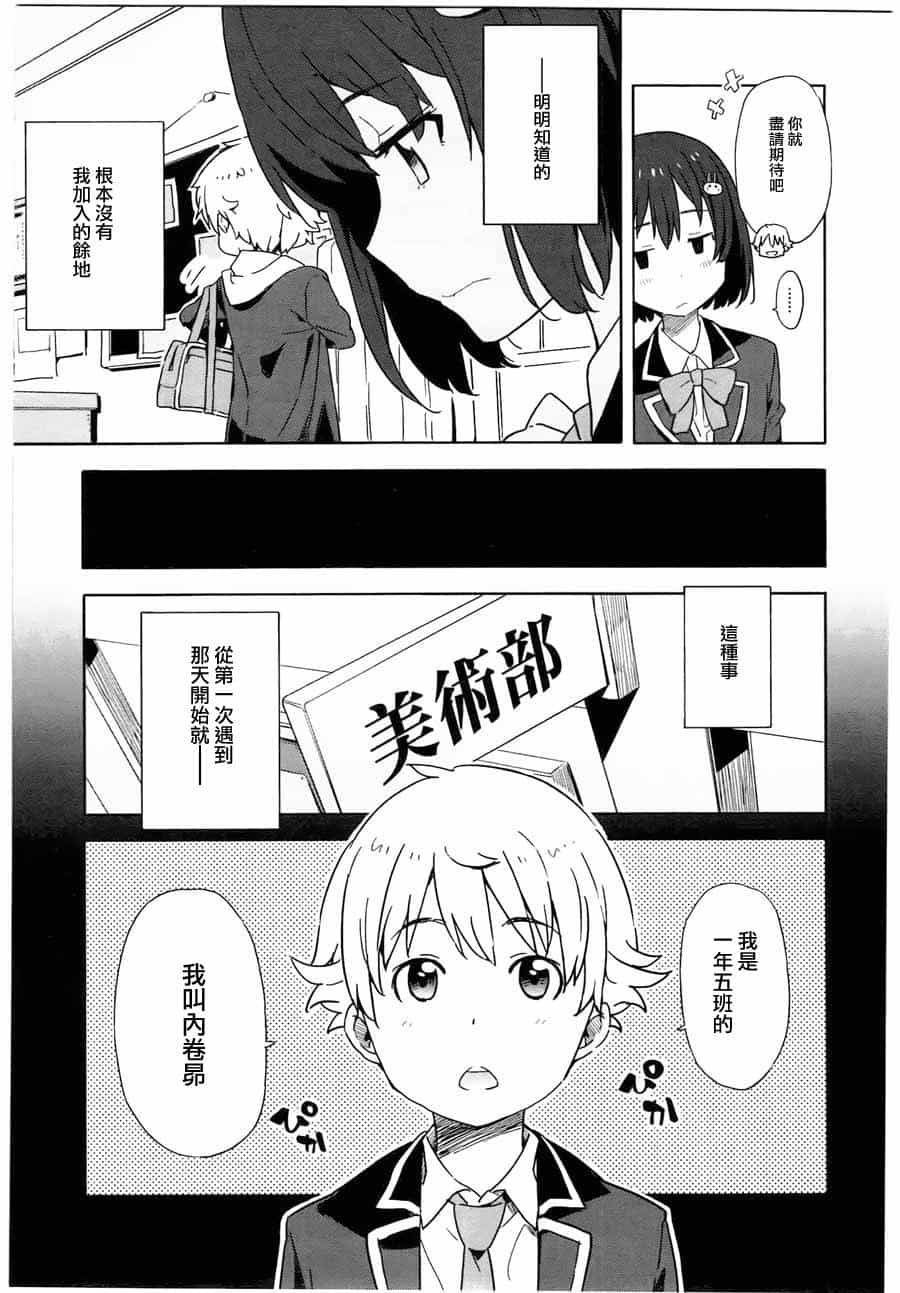 你就
盡請期待吧
……
——明明知道的
根本沒有
我加入的餘地
這種事
美術部
從第一次遇到
那天開始就——
我是
一年五班的
我叫內卷昴
ぴか
ぴか